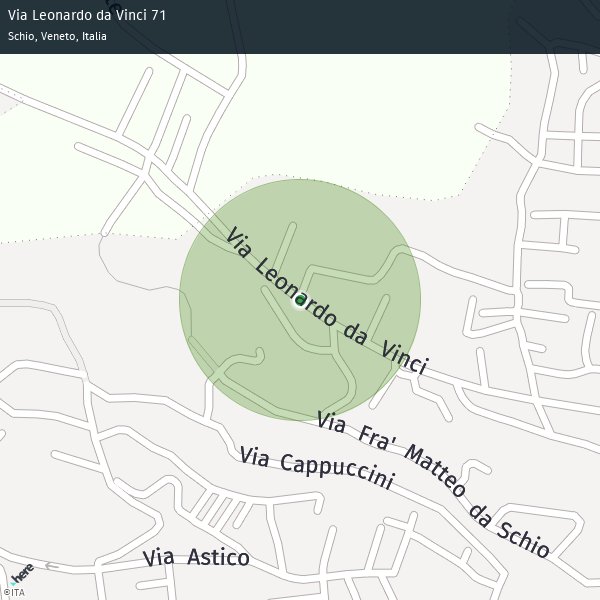 Via Leonardo da Vinci 71
Schio, Veneto, Italia
Via Leonardo da Vinci
Via Fra' Matteo da Schio
Via Cappuccini
Via Astico
here
©ITA